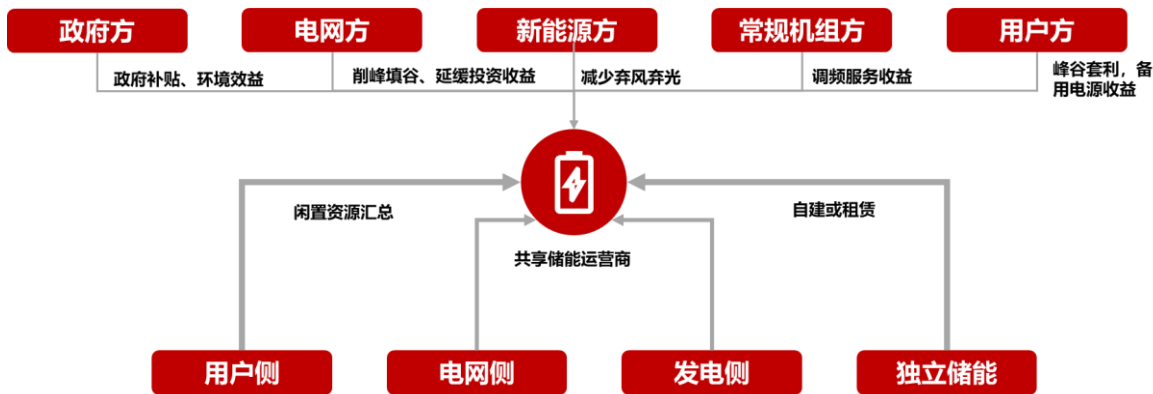 政府方
电网方
新能源方
常规机组方
用户方
政府补贴、环境效益
削峰填谷、延缓投资收益
减少弃风弃光
调频服务收益
峰谷套利，备
用电源收益
闲置资源汇总
自建或租赁
共享储能运营商
用户侧
电网侧
发电侧
独立储能